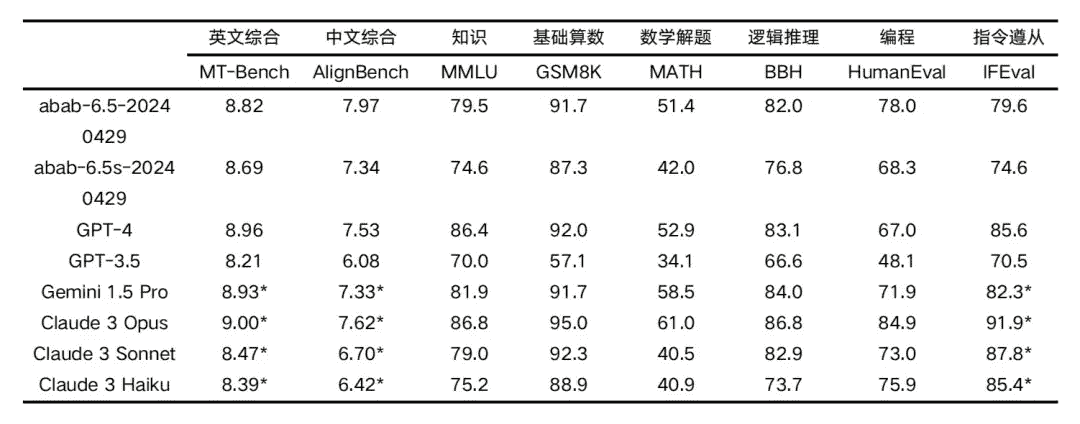 英文综合 中文综合 知识 基础算数 数学解题 逻辑推理 编程 指令遵从
MT-Bench AlignBench MMLU GSM8K MATH BBH HumanEval IFEval
abab-6.5-2024 8.82 7.97 79.5 91.7 51.4 82.0 78.0 79.6
0429
abab-6.5s-2024 8.69 7.34 74.6 87.3 42.0 76.8 68.3 74.6
0429
GPT-4 8.96 7.53 86.4 92.0 52.9 83.1 67.0 85.6
GPT-3.5 8.21 6.08 70.0 57.1 34.1 66.6 48.1 70.5
Gemini 1.5 Pro 8.93* 7.33* 81.9 91.7 58.5 84.0 71.9 82.3*
Claude 3 Opus 9.00* 7.62* 86.8 95.0 61.0 86.8 84.9 91.9*
Claude 3 Sonnet 8.47* 6.70* 79.0 92.3 40.5 82.9 73.0 87.8*
Claude 3 Haiku 8.39* 6.42* 75.2 88.9 40.9 73.7 75.9 85.4*